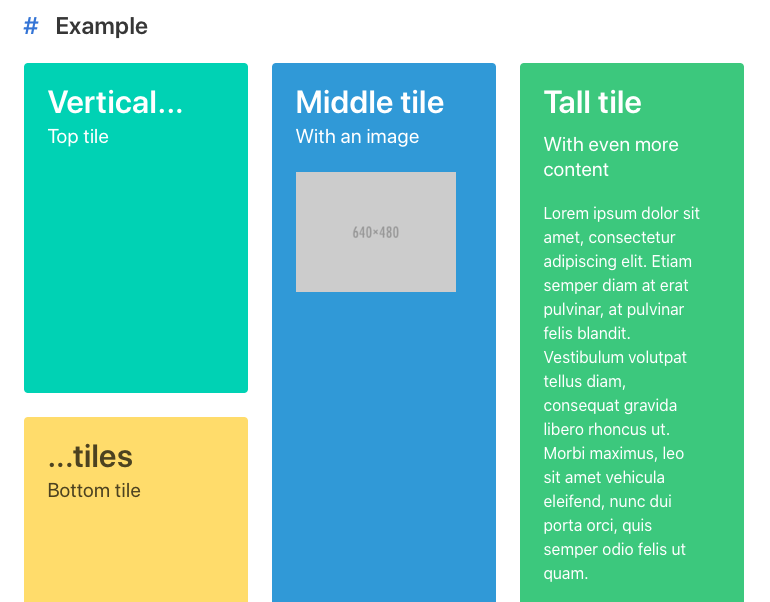 # Example
Vertical...
Top tile
...tiles
Bottom tile
Middle tile
With an image
640×480
Tall tile
With even more
content
Lorem ipsum dolor sit
amet, consectetur
adipiscing elit. Etiam
semper diam at erat
pulvinar, at pulvinar
felis blandit.
Vestibulum volutpat
tellus diam,
consequat gravida
libero rhoncus ut.
Morbi maximus, leo
sit amet vehicula
eleifend, nunc dui
porta orci, quis
semper odio felis ut
quam.